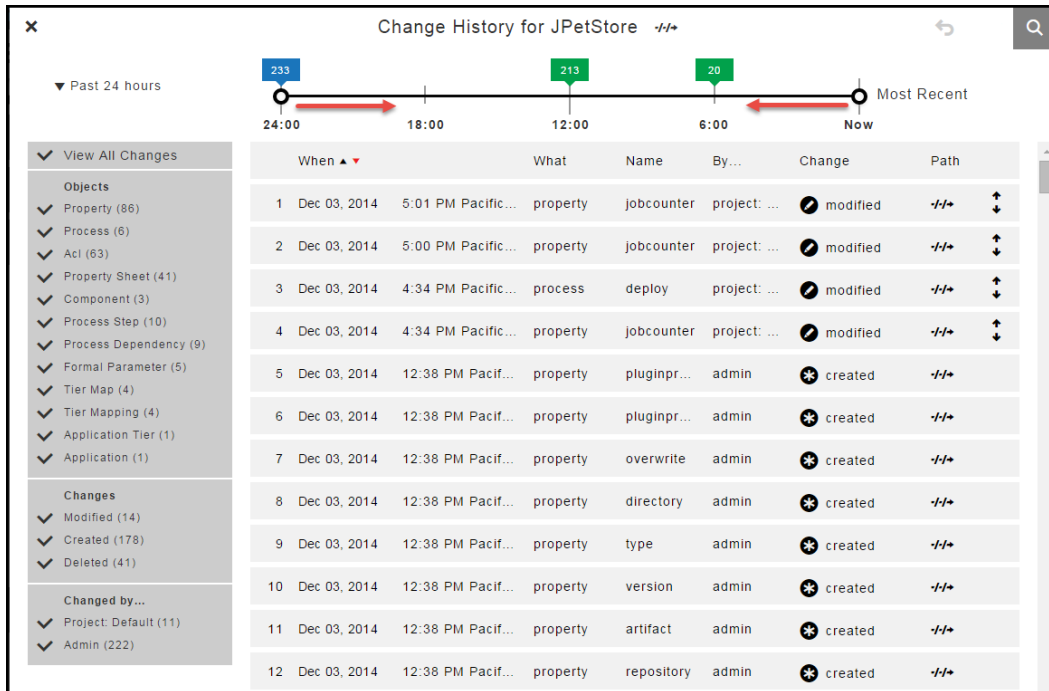 Change History for JPetStore
Past 24 hours
233
213
20
Most Recent
24:00 18:00 12:00 6:00 Now
View All Changes
Objects
Property (86)
Process (6)
Acl (63)
Property Sheet (41)
Component (3)
Process Step (10)
Process Dependency (9)
Formal Parameter (5)
Tier Map (4)
Tier Mapping (4)
Application Tier (1)
Application (1)
Changes
Modified (14)
Created (178)
Deleted (41)
Changed by...
Project: Default (11)
Admin (222)
When What Name By... Change Path
1 Dec 03, 2014 5:01 PM Pacific... property jobcounter project: ... modified
2 Dec 03, 2014 5:00 PM Pacific... property jobcounter project: ... modified
3 Dec 03, 2014 4:34 PM Pacific... process deploy project: ... modified
4 Dec 03, 2014 4:34 PM Pacific... property jobcounter project: ... modified
5 Dec 03, 2014 12:38 PM Pacif... property pluginpr... admin created
6 Dec 03, 2014 12:38 PM Pacif... property pluginpr... admin created
7 Dec 03, 2014 12:38 PM Pacif... property overwrite admin created
8 Dec 03, 2014 12:38 PM Pacif... property directory admin created
9 Dec 03, 2014 12:38 PM Pacif... property type admin created
10 Dec 03, 2014 12:38 PM Pacif... property version admin created
11 Dec 03, 2014 12:38 PM Pacif... property artifact admin created
12 Dec 03, 2014 12:38 PM Pacif... property repository admin created